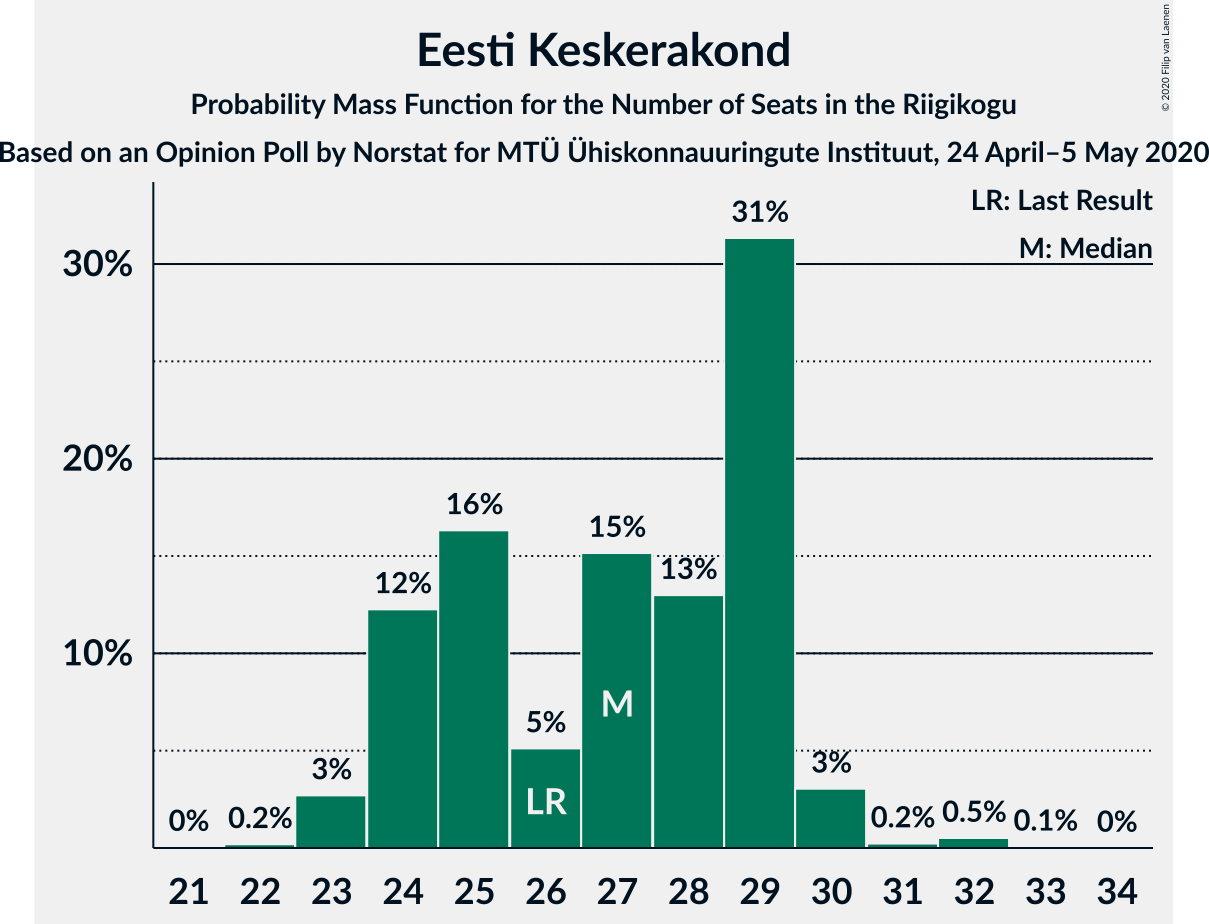 Eesti Keskerakond
Probability Mass Function for the Number of Seats in the Riigikogu
Based on an Opinion Poll by Norstat for MTÜ Ühiskonnauuringute Instituut, 24 April–5 May 2020
© 2020 Filip van Laenen
LR: Last Result
M: Median
30%
20%
10%
0%
0.2%
3%
12%
16%
5%
15%
13%
31%
3%
0.2%
0.5%
0.1%
0%
LR
M
21 22 23 24 25 26 27 28 29 30 31 32 33 34